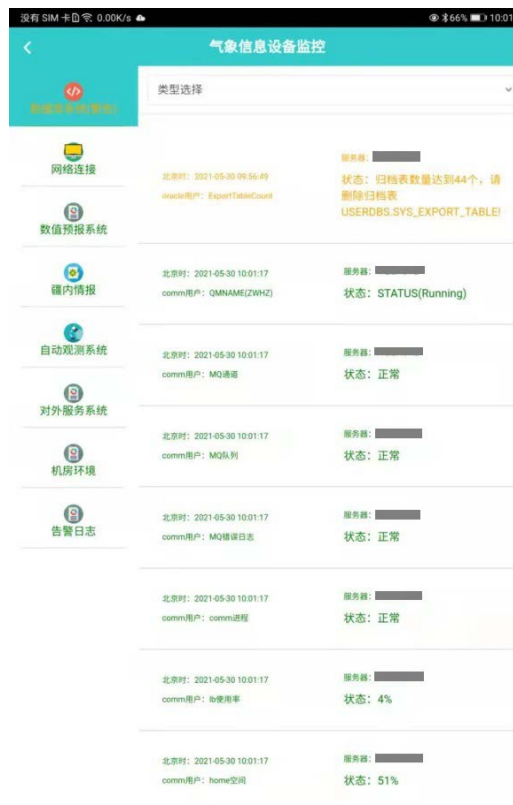 没有 SIM 卡 0.00K/s
66% 10:01
气象信息设备监控
类型选择
网络连接
数值预报系统
疆内情报
自动观测系统
对外服务系统
机房环境
告警日志
北京时：2021-05-30 09:56:49
oracle用户：ExportTableCount
服务器：
状态：归档表数量达到44个，请
删除归档表
USERDBS.SYS_EXPORT_TABLE!
北京时：2021-05-30 10:01:17
comm用户：QMNAME(ZWHZ)
服务器：
状态：STATUS(Running)
北京时：2021-05-30 10:01:17
comm用户：MQ通道
服务器：
状态：正常
北京时：2021-05-30 10:01:17
comm用户：MQ队列
服务器：
状态：正常
北京时：2021-05-30 10:01:17
comm用户：MQ错误日志
服务器：
状态：正常
北京时：2021-05-30 10:01:17
comm用户：comm进程
服务器：
状态：正常
北京时：2021-05-30 10:01:17
comm用户：lb使用率
服务器：
状态：4%
北京时：2021-05-30 10:01:17
comm用户：home空间
服务器：
状态：51%